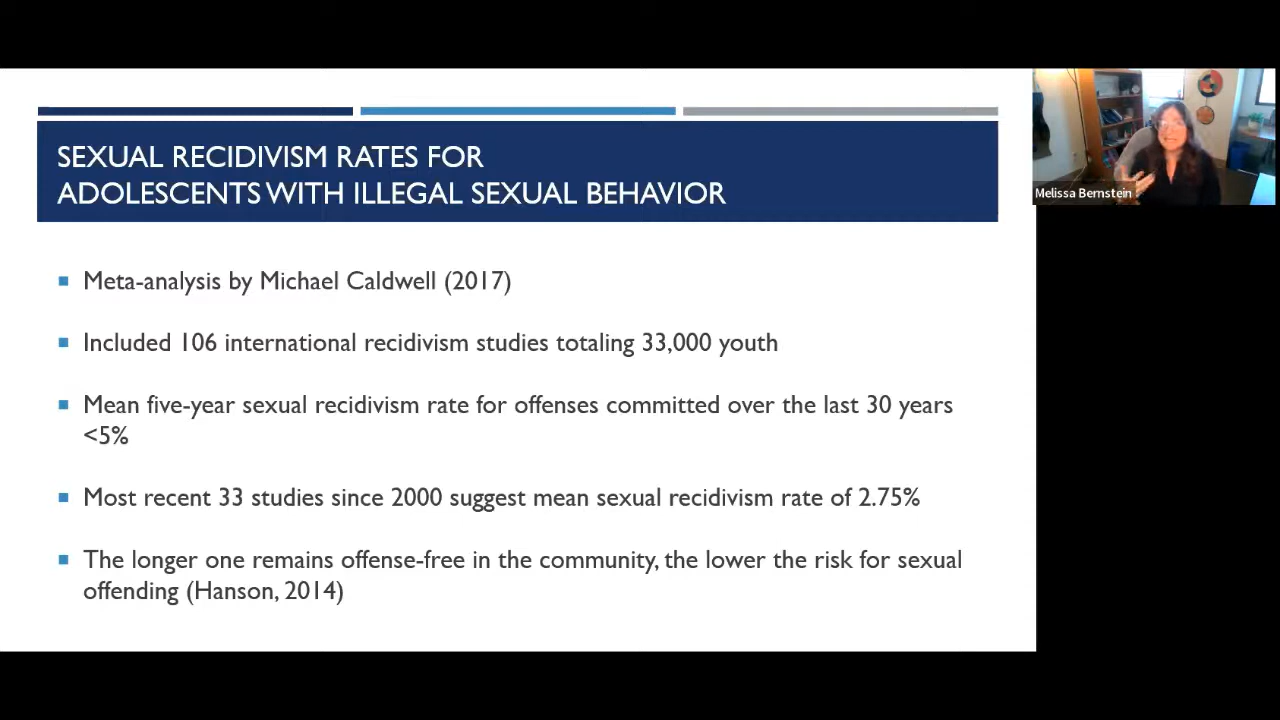 SEXUAL RECIDIVISM RATES FOR
ADOLESCENTS WITH ILLEGAL SEXUAL BEHAVIOR
Melissa Bernstein
Meta-analysis by Michael Caldwell (2017)
Included 106 international recidivism studies totaling 33,000 youth
Mean five-year sexual recidivism rate for offenses committed over the last 30 years
<5%
Most recent 33 studies since 2000 suggest mean sexual recidivism rate of 2.75%
The longer one remains offense-free in the community, the lower the risk for sexual
offending (Hanson, 2014)